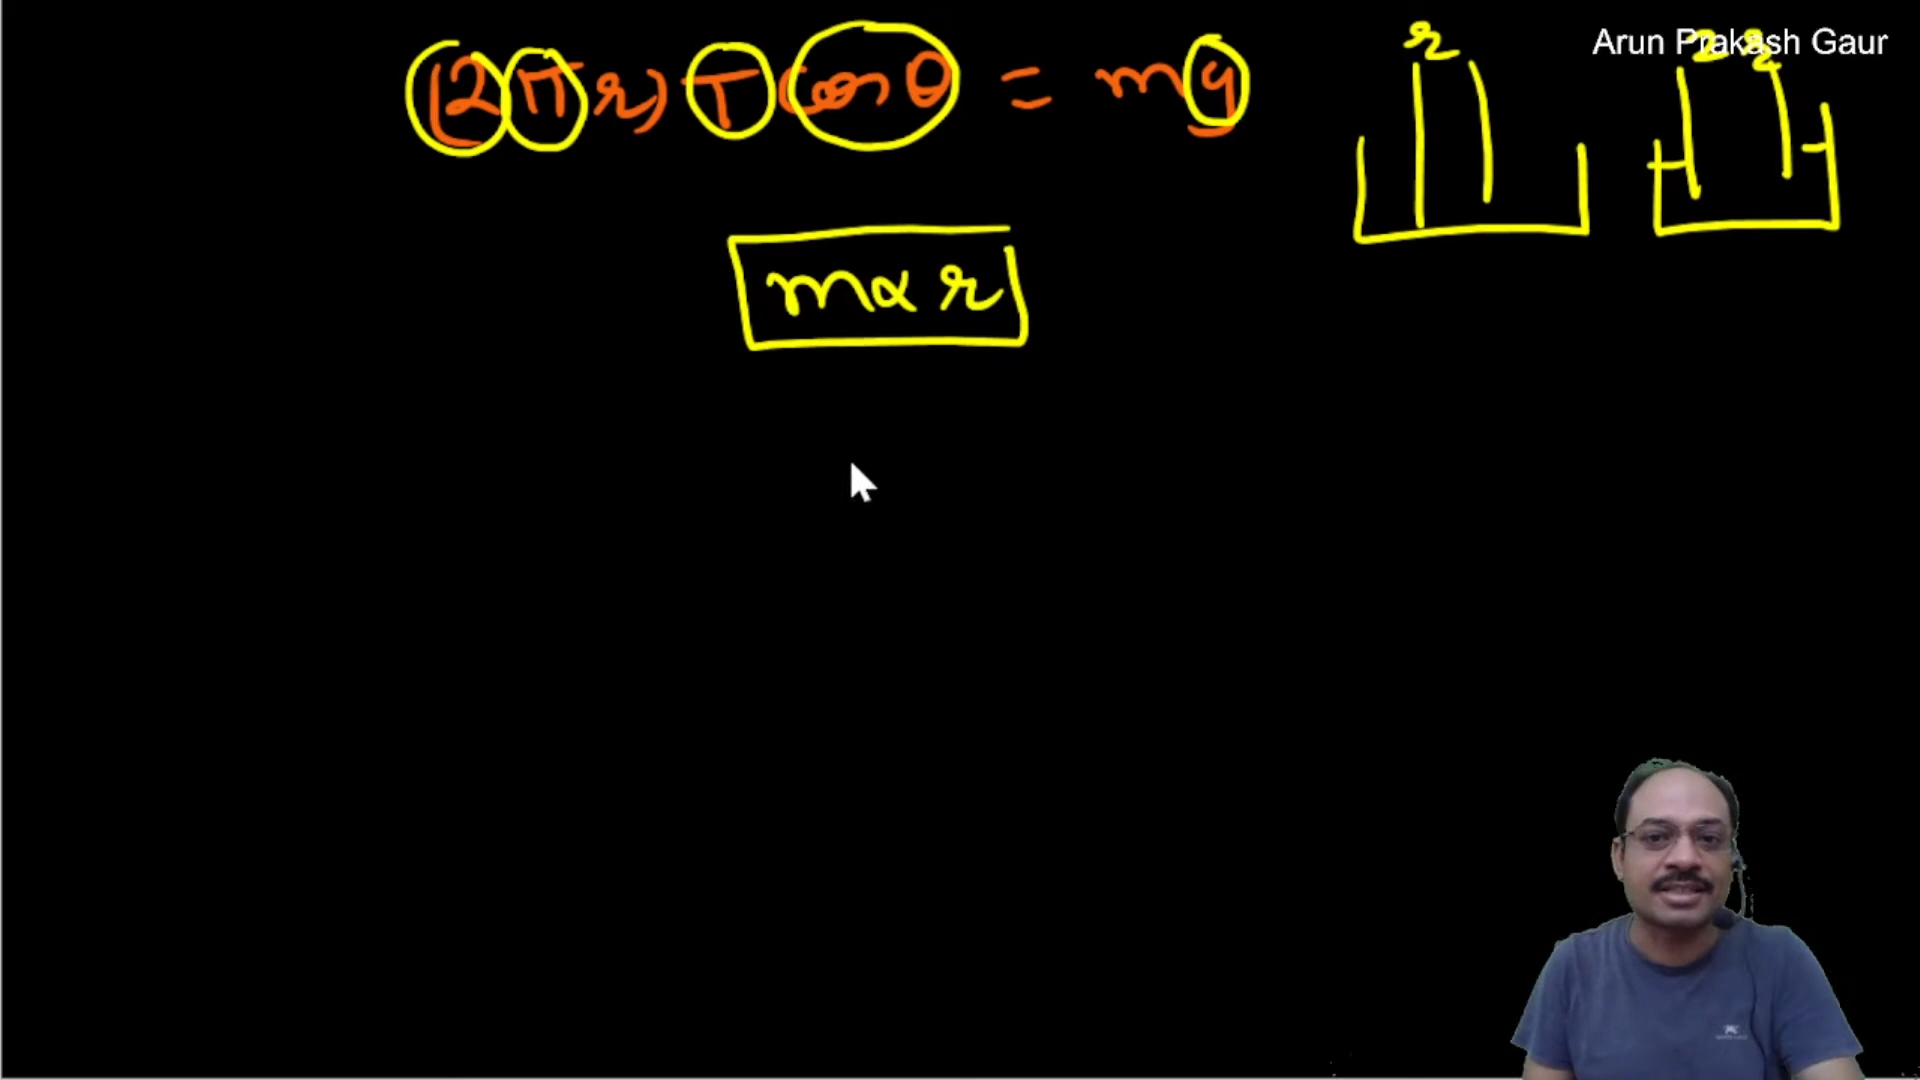 (2πr) T cosθ = mg
r
2r
Arun Prakash Gaur
m∝r